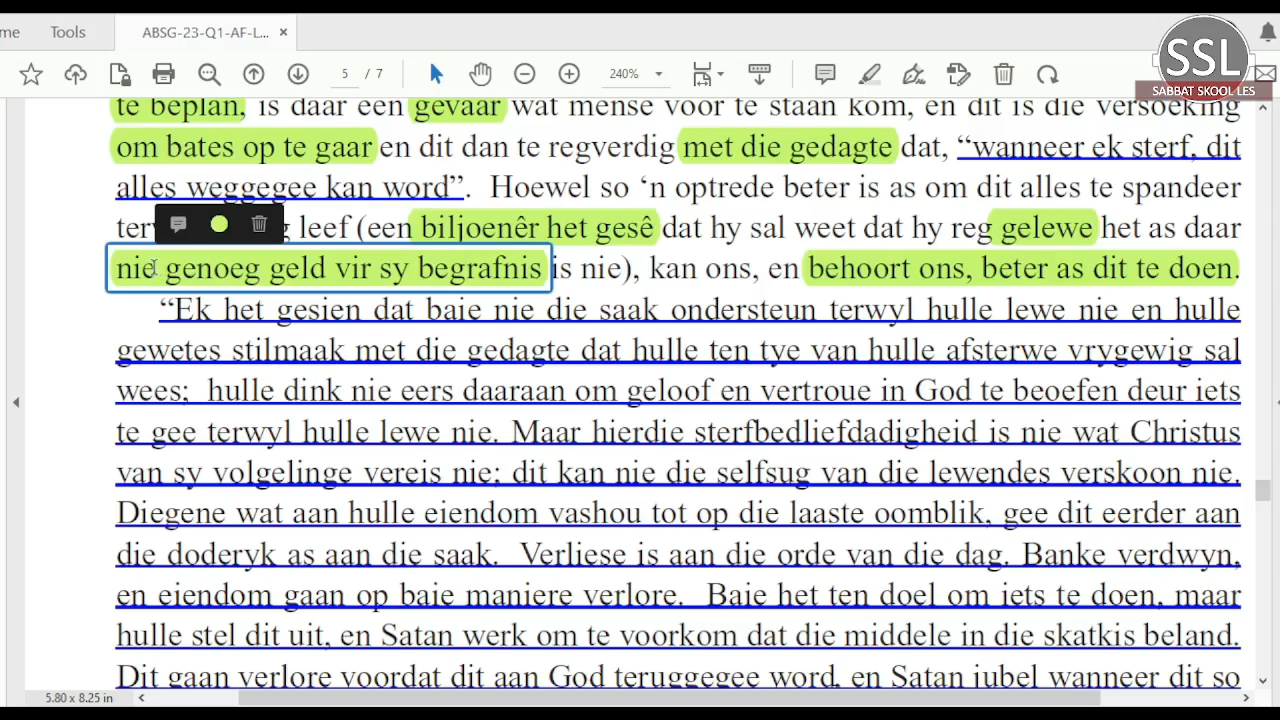 me
Tools
ABSG-23-Q1-AF-L...
×
SSL
SABBAT SKOOL LES
5 / 7
240%
te beplan, is daar een gevaar wat mense voor te staan kom, en dit is die versoeking
om bates op te gaar en dit dan te regverdig met die gedagte dat, “wanneer ek sterf, dit
alles weggegee kan word”. Hoewel so ‘n optrede beter is as om dit alles te spandeer
leef (een biljoenêr het gesê dat hy sal weet dat hy reg gelewe het as daar
nie genoeg geld vir sy begrafnis is nie), kan ons, en behoort ons, beter as dit te doen.
“Ek het gesien dat baie nie die saak ondersteun terwyl hulle lewe nie en hulle
gewetes stilmaak met die gedagte dat hulle ten tye van hulle afsterwe vrygewig sal
wees; hulle dink nie eers daaraan om geloof en vertroue in God te beoefen deur iets
te gee terwyl hulle lewe nie. Maar hierdie sterfbedliefdadigheid is nie wat Christus
van sy volgelinge vereis nie; dit kan nie die selfsug van die lewendes verskoon nie.
Diegene wat aan hulle eiendom vashou tot op die laaste oomblik, gee dit eerder aan
die doderyk as aan die saak. Verliese is aan die orde van die dag. Banke verdwyn,
en eiendom gaan op baie maniere verlore. Baie het ten doel om iets te doen, maar
hulle stel dit uit, en Satan werk om te voorkom dat die middele in die skatkis beland.
Dit gaan verlore voordat dit aan God teruggegee word, en Satan jubel wanneer dit so
5.80 x 8.25 in